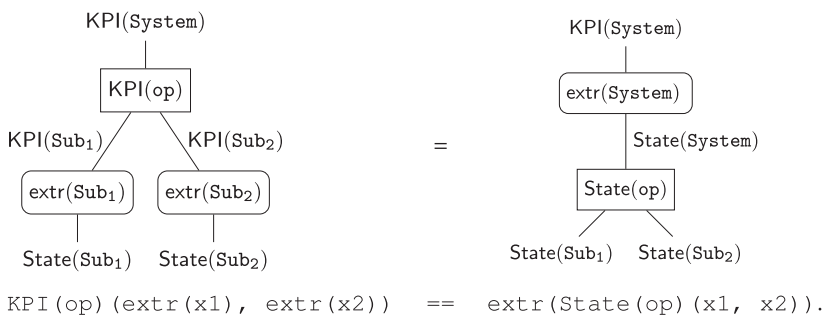 KPI(System)
KPI(System)
KPI(op)
extr(System)
KPI(Sub₁)
KPI(Sub₂)
=
State(System)
extr(Sub₁)
extr(Sub₂)
State(op)
State(Sub₁)
State(Sub₂)
State(Sub₁)
State(Sub₂)
KPI(op)(extr(x1), extr(x2)) == extr(State(op)(x1, x2)).